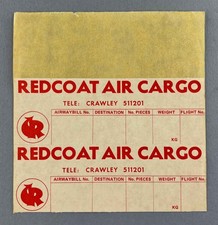 REDCOAT AIR CARGO
TELE: CRAWLEY 511201
AIRWAYBILL No. DESTINATION No. PIECES WEIGHT FLIGHT No.
KG
REDCOAT AIR CARGO
TELE: CRAWLEY 511201
AIRWAYBILL No. DESTINATION No. PIECES WEIGHT FLIGHT No.
KG